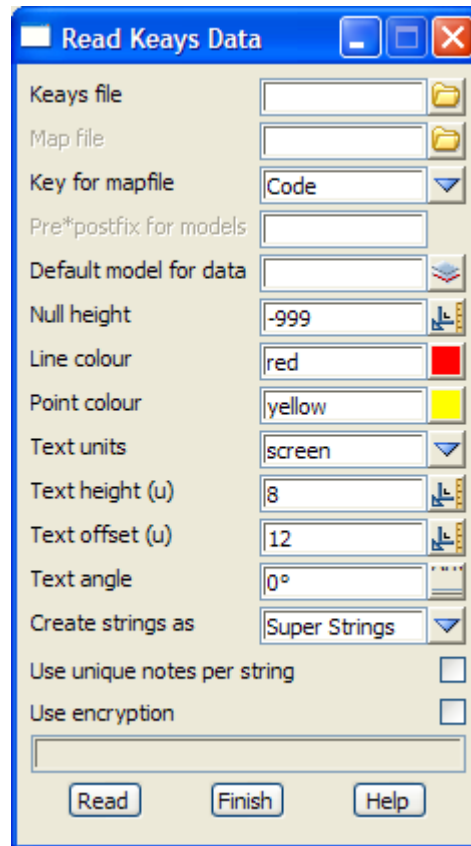 Read Keays Data
Keays file
Map file
Key for mapfile Code
Pre*postfix for models
Default model for data
Null height -999
Line colour red
Point colour yellow
Text units screen
Text height (u) 8
Text offset (u) 12
Text angle 0°
Create strings as Super Strings
Use unique notes per string
Use encryption
Read Finish Help